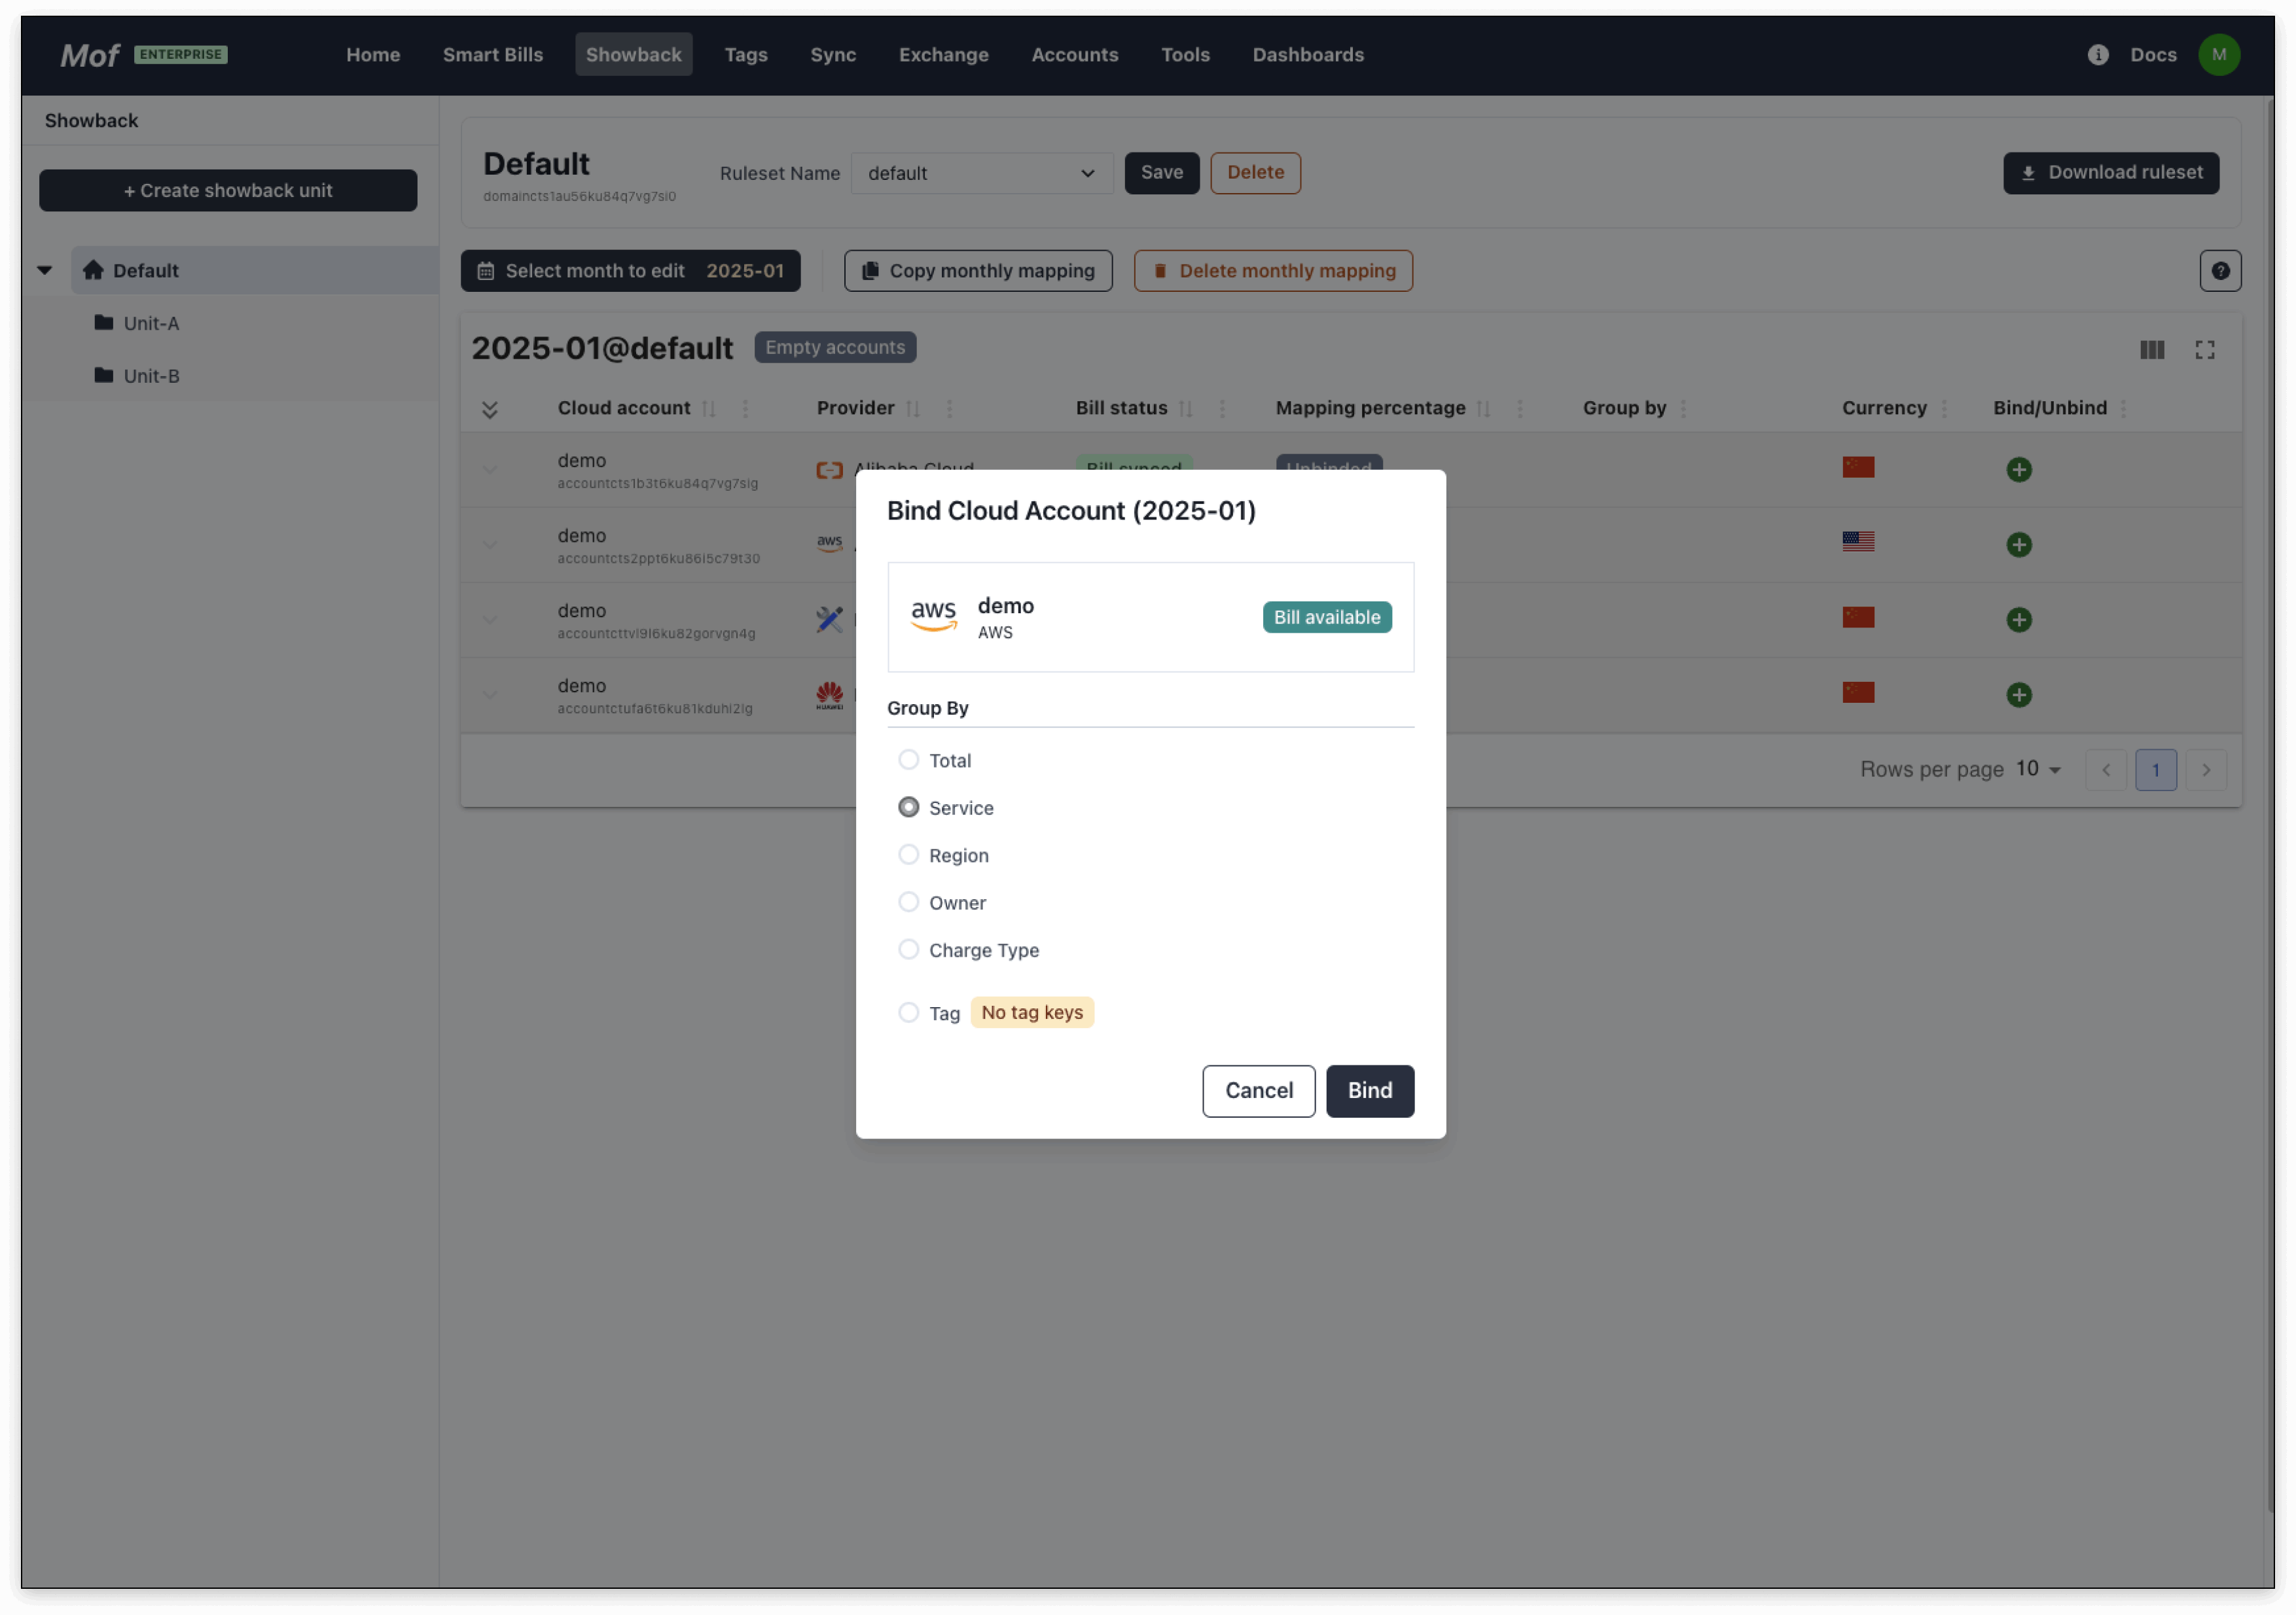 Mof ENTERPRISE Home Smart Bills Showback Tags Sync Exchange Accounts Tools Dashboards Docs M
Showback
+ Create showback unit
Default
Unit-A
Unit-B
Default
domaincts1au56ku84q7vg7si0
Ruleset Name default Save Delete Download ruleset
Select month to edit 2025-01 Copy monthly mapping Delete monthly mapping ?
2025-01@default Empty accounts
Cloud account Provider Bill status Mapping percentage Group by Currency Bind/Unbind
demo
accountcts1b3t6ku84q7vg7sig
Alibaba Cloud Bill synced Unbinded
demo
accountcts2ppt6ku86i5c79t30
aws
demo
accountcttvl9l6ku82gorvgn4g
demo
accountctufa6t6ku81kduhi2lg
HUAWEI
Rows per page 10 1
Bind Cloud Account (2025-01)
aws demo
AWS
Bill available
Group By
Total
Service
Region
Owner
Charge Type
Tag No tag keys
Cancel Bind